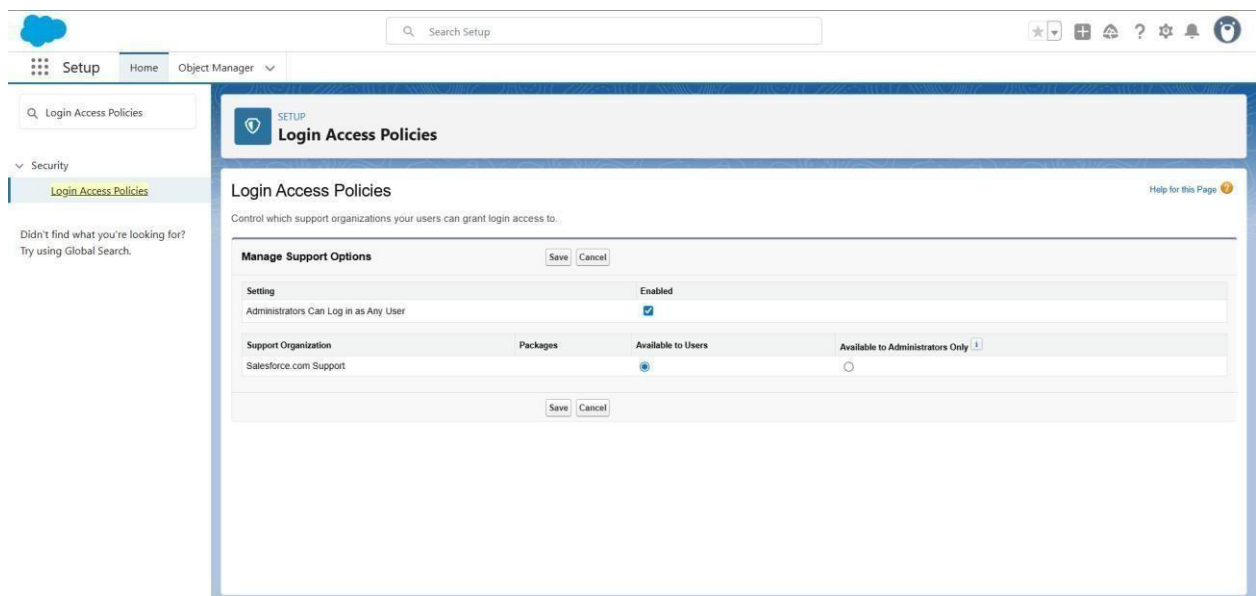 Search Setup
Setup Home Object Manager
Login Access Policies
Security
Login Access Policies
Didn't find what you're looking for?
Try using Global Search.
SETUP
Login Access Policies
Login Access Policies
Help for this Page
Control which support organizations your users can grant login access to.
Manage Support Options Save Cancel
Setting Enabled
Administrators Can Log in as Any User
Support Organization Packages Available to Users Available to Administrators Only i
Salesforce.com Support
Save Cancel